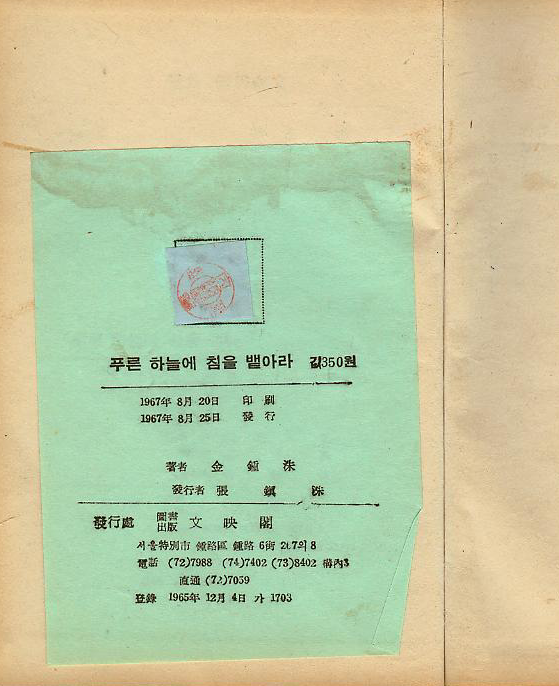 푸른 하늘에 침을 뱉아라 값350원
1967年 8月 20日 印刷
1967年 8月 25日 發行
著者 金鍾洙
發行者 張鎭洙
發行處 圖書出版 文映閣
서울特別市 鍾路區 鍾路 6街 267의 8
電話 (72)7988 (74)7402 (73)8402 構內3
直通 (72)7059
登錄 1965年 12月 4日 가 1703